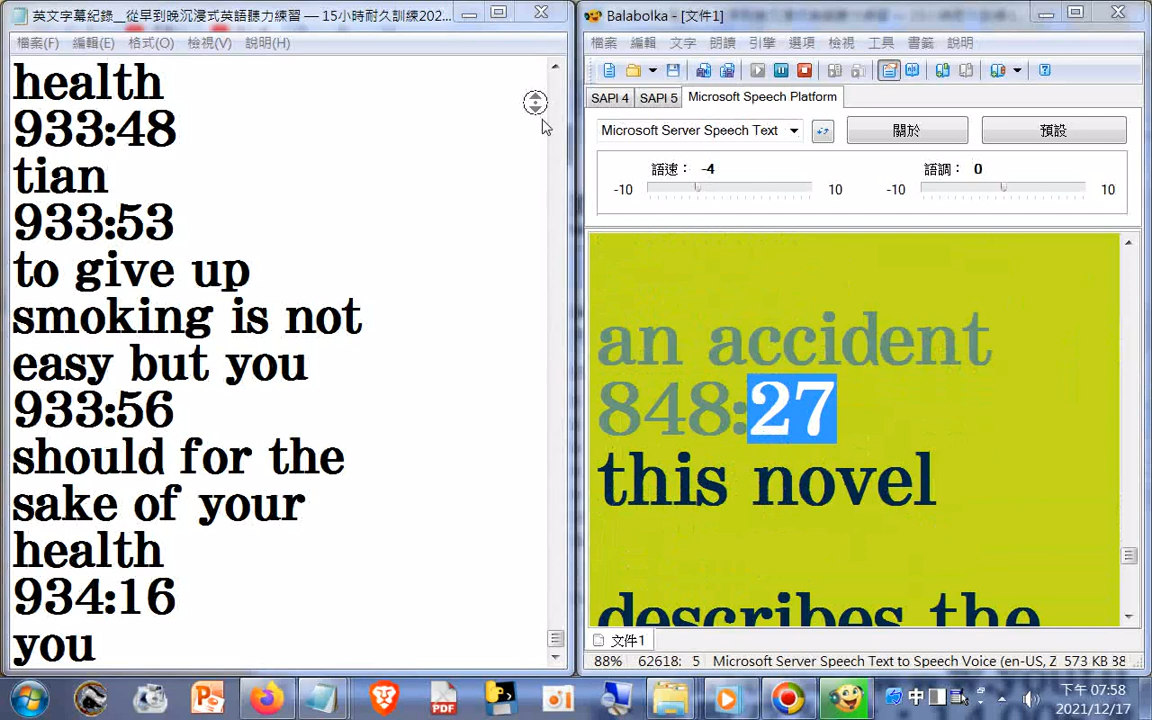 英文字幕紀錄__從早到晚沉浸式英語聽力練習 — 15小時耐久訓練202...
檔案(F) 編輯(E) 格式(O) 檢視(V) 說明(H)
health
933:48
tian
933:53
to give up
smoking is not
easy but you
933:56
should for the
sake of your
health
934:16
you
Balabolka - [文件1]
檔案 編輯 文字 朗讀 引擎 選項 檢視 工具 書籤 說明
SAPI 4 SAPI 5 Microsoft Speech Platform
Microsoft Server Speech Text 關於 預設
語速： -4 語調： 0
-10 10 -10 10
an accident
848:27
this novel
describes the
文件1
88% 62618: 5 Microsoft Server Speech Text to Speech Voice (en-US, Z 573 KB 38
PDF 中 下午 07:58
2021/12/17